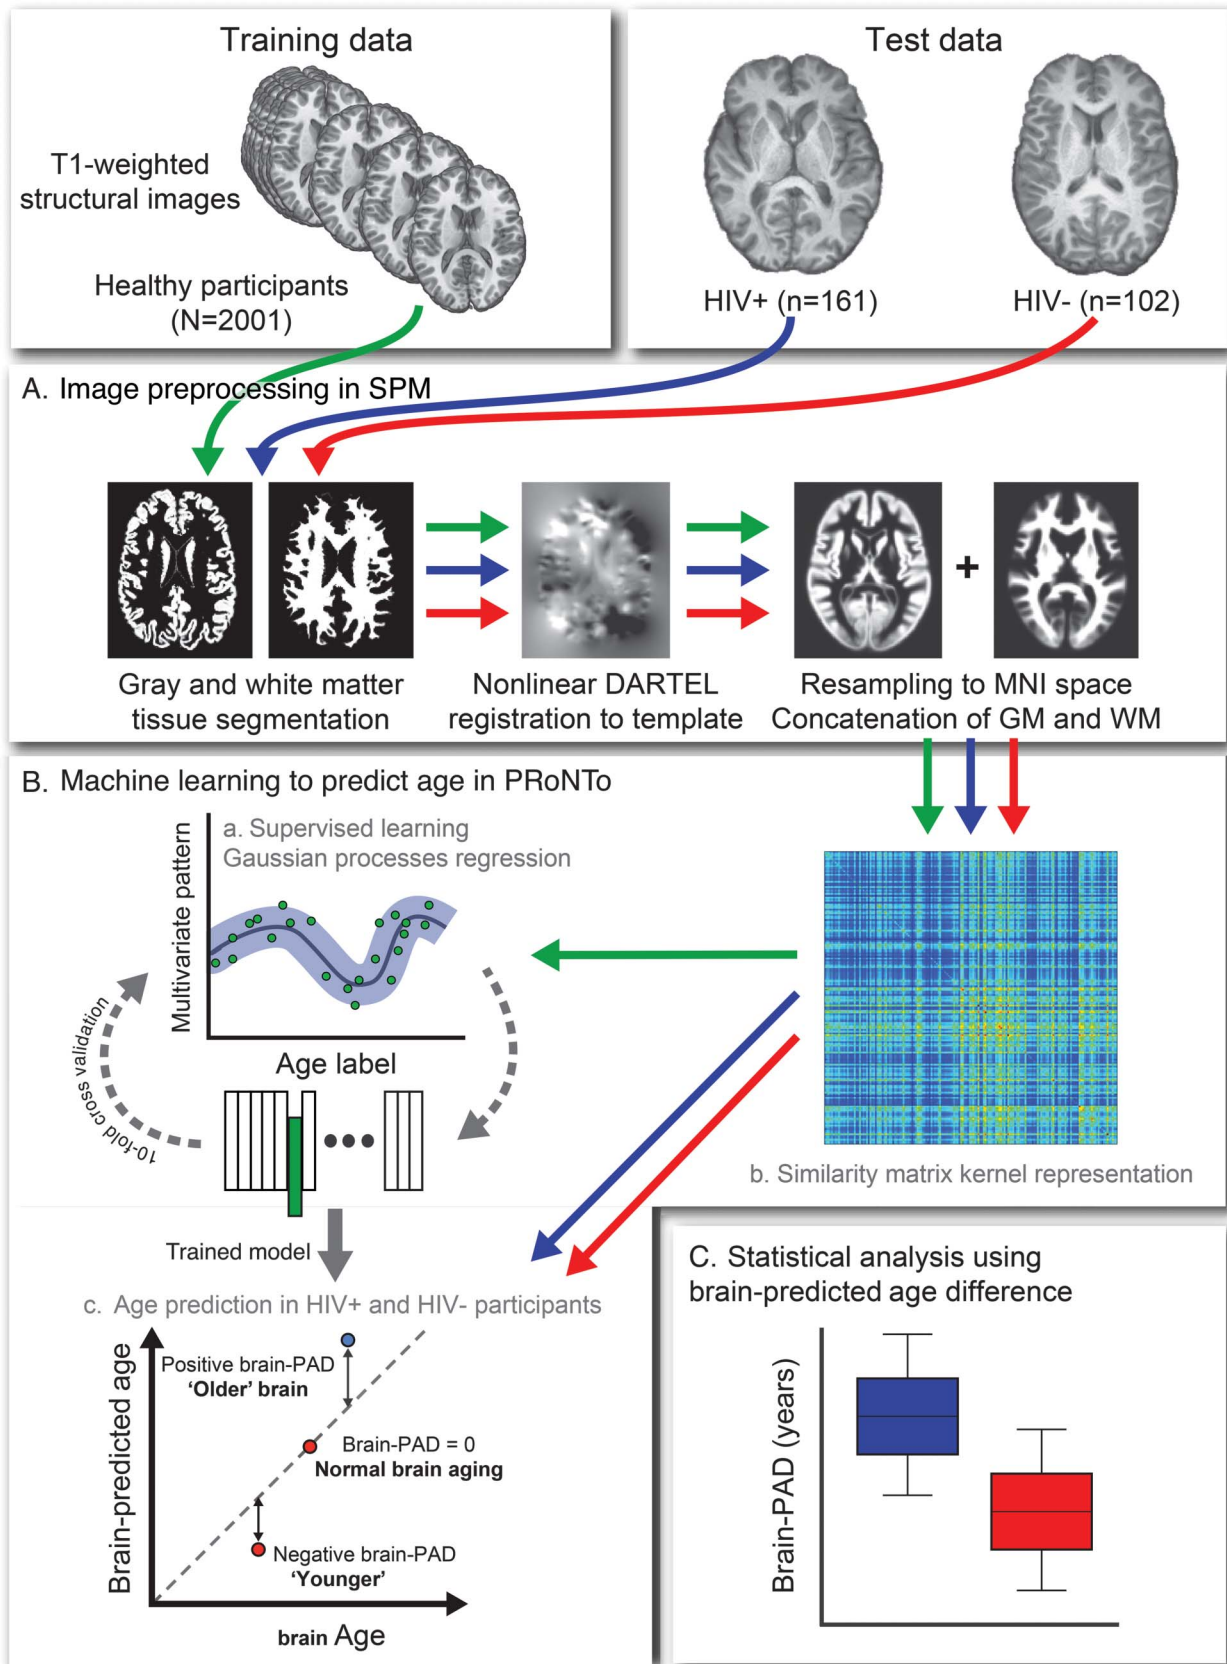 Training data
T1-weighted
structural images
Healthy participants
(N=2001)
Test data
HIV+ (n=161)
HIV- (n=102)
A. Image preprocessing in SPM
Gray and white matter
tissue segmentation
Nonlinear DARTEL
registration to template
+
Resampling to MNI space
Concatenation of GM and WM
B. Machine learning to predict age in PRoNTo
a. Supervised learning
Gaussian processes regression
Multivariate pattern
Age label
10-fold cross validation
b. Similarity matrix kernel representation
Trained model
c. Age prediction in HIV+ and HIV- participants
Brain-predicted age
Positive brain-PAD
‘Older’ brain
Brain-PAD = 0
Normal brain aging
Negative brain-PAD
‘Younger’
brain Age
C. Statistical analysis using
brain-predicted age difference
Brain-PAD (years)